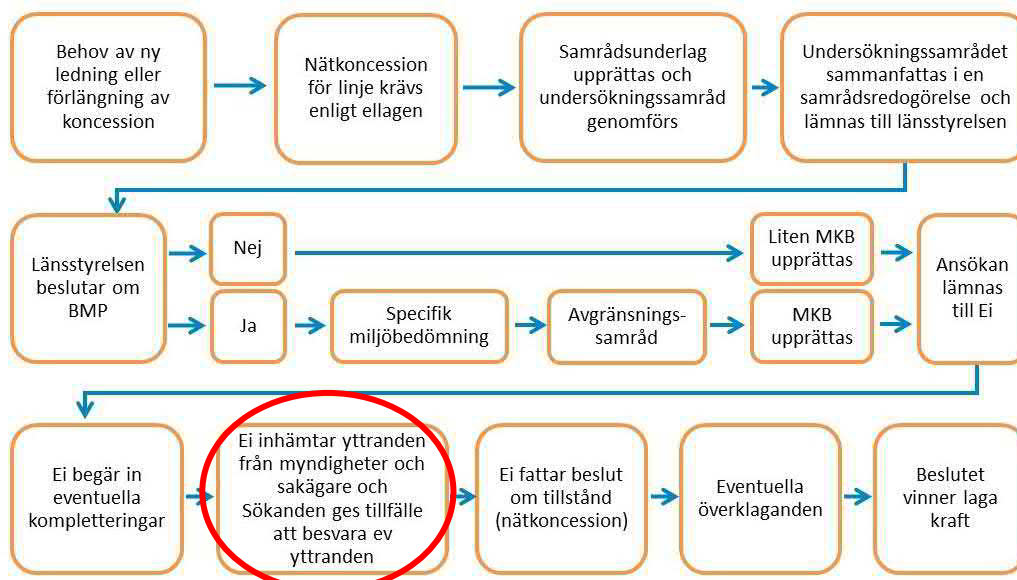 Behov av ny
ledning eller
förlängning av
koncession
Nätkoncession
för linje krävs
enligt ellagen
Samrådsunderlag
upprättas och
undersökningssamråd
genomförs
Undersökningssamrådet
sammanfattas i en
samrådsredogörelse och
lämnas till länsstyrelsen
Länsstyrelsen
beslutar om
BMP
Nej
Liten MKB
upprättas
Ja
Specifik
miljöbedömning
Avgränsnings-
samråd
MKB
upprättas
Ansökan
lämnas
till Ei
Ei begär in
eventuella
kompletteringar
Ei inhämtar yttranden
från myndigheter och
sakägare och
Sökanden ges tillfälle
att besvara ev
yttranden
Ei fattar beslut
om tillstånd
(nätkoncession)
Eventuella
överklaganden
Beslutet
vinner laga
kraft